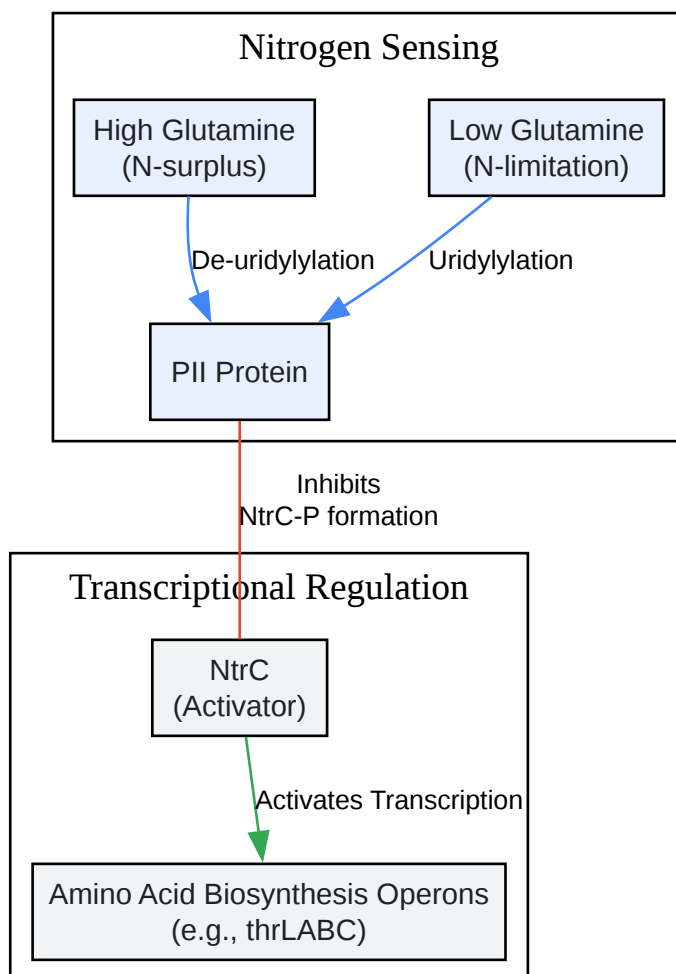 Nitrogen Sensing
High Glutamine
(N-surplus)
Low Glutamine
(N-limitation)
De-uridylylation
Uridylylation
PII Protein
Inhibits
NtrC-P formation
Transcriptional Regulation
NtrC
(Activator)
Activates Transcription
Amino Acid Biosynthesis Operons
(e.g., thrLABC)